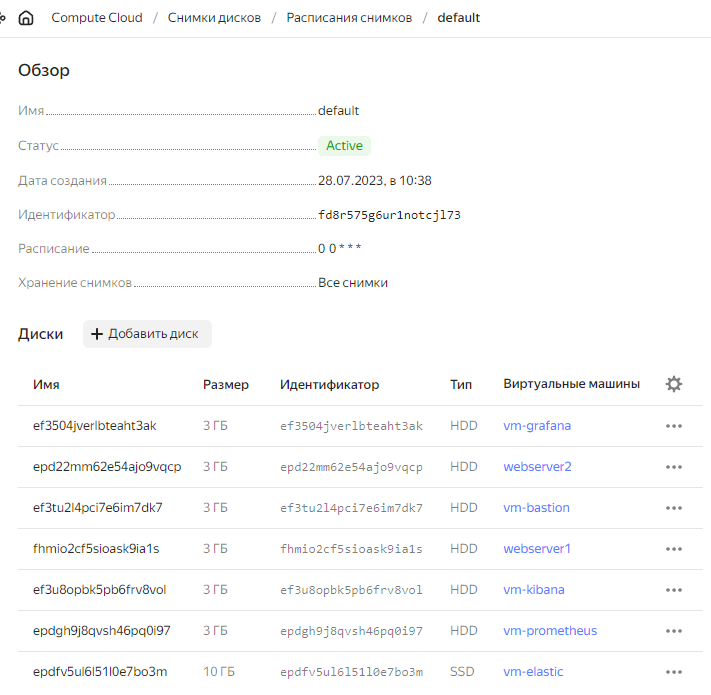 Compute Cloud / Снимки дисков / Расписания снимков / default
Обзор
Имя default
Статус Active
Дата создания 28.07.2023, в 10:38
Идентификатор fd8r575g6ur1notcjl73
Расписание 0 0 * * *
Хранение снимков Все снимки
Диски + Добавить диск
Имя Размер Идентификатор Тип Виртуальные машины
ef3504jverlbteaht3ak 3 ГБ ef3504jverlbteaht3ak HDD vm-grafana
epd22mm62e54ajo9vqcp 3 ГБ epd22mm62e54ajo9vqcp HDD webserver2
ef3tu2l4pci7e6im7dk7 3 ГБ ef3tu2l4pci7e6im7dk7 HDD vm-bastion
fhmio2cf5sioask9ia1s 3 ГБ fhmio2cf5sioask9ia1s HDD webserver1
ef3u8opbk5pb6frv8vol 3 ГБ ef3u8opbk5pb6frv8vol HDD vm-kibana
epdgh9j8qvsh46pq0i97 3 ГБ epdgh9j8qvsh46pq0i97 HDD vm-prometheus
epdfv5ul6l51l0e7bo3m 10 ГБ epdfv5ul6l51l0e7bo3m SSD vm-elastic